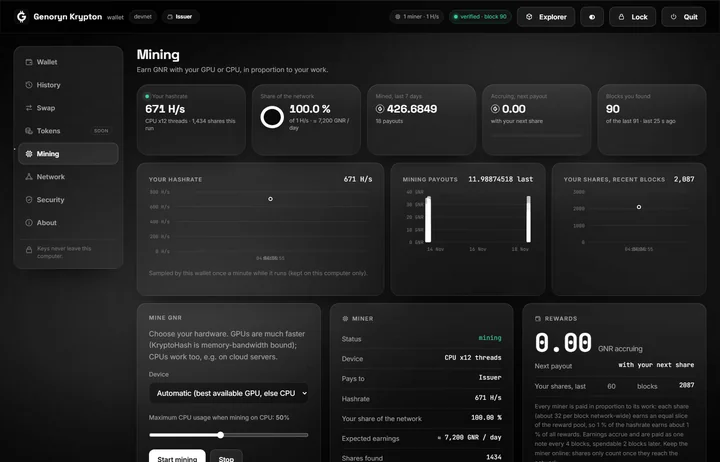 Genoryn Krypton wallet devnet Issuer 1 miner · 1 H/s verified · block 90 Explorer Lock Quit
Wallet
History
Swap
Tokens SOON
Mining
Network
Security
About
Keys never leave this
computer.
Mining
Earn GNR with your GPU or CPU, in proportion to your work.
Your hashrate
671 H/s
CPU x12 threads · 1,434 shares this
run
Share of the network
100.0 %
of 1 H/s · ≈ 7,200 GNR /
day
Mined, last 7 days
426.6849
18 payouts
Accruing, next payout
0.00
with your next share
Blocks you found
90
of the last 91 · last 25 s ago
YOUR HASHRATE 671 H/s
800 H/s
600 H/s
400 H/s
200 H/s
0 H/s
Sampled by this wallet once a minute while it runs (kept on this computer only).
MINING PAYOUTS 11.98874518 last
40 GNR
30 GNR
20 GNR
10 GNR
0 GNR
YOUR SHARES, RECENT BLOCKS 2,087
3000
2000
1000
0
MINE GNR
Choose your hardware. GPUs are much faster
(KryptoHash is memory-bandwidth bound);
CPUs work too, e.g. on cloud servers.
Device
Automatic (best available GPU, else CPU
Maximum CPU usage when mining on CPU: 50%
Start mining Stop
MINER
Status mining
Device CPU x12 threads
Pays to Issuer
Hashrate 671 H/s
Your share of the network 100.00 %
Expected earnings ≈ 7,200 GNR / day
Shares found 1434
REWARDS
0.00 GNR accruing
Next payout with your next share
Your shares, last 60 blocks 2087
Every miner is paid in proportion to its work: each share
(about 32 per block network-wide) earns an equal slice
of the reward pool, so 1 % of the hashrate earns about 1
% of all rewards. Earnings accrue and are paid as one
note every 4 blocks, spendable 2 blocks later. Keep the
miner online: shares only count once they reach the